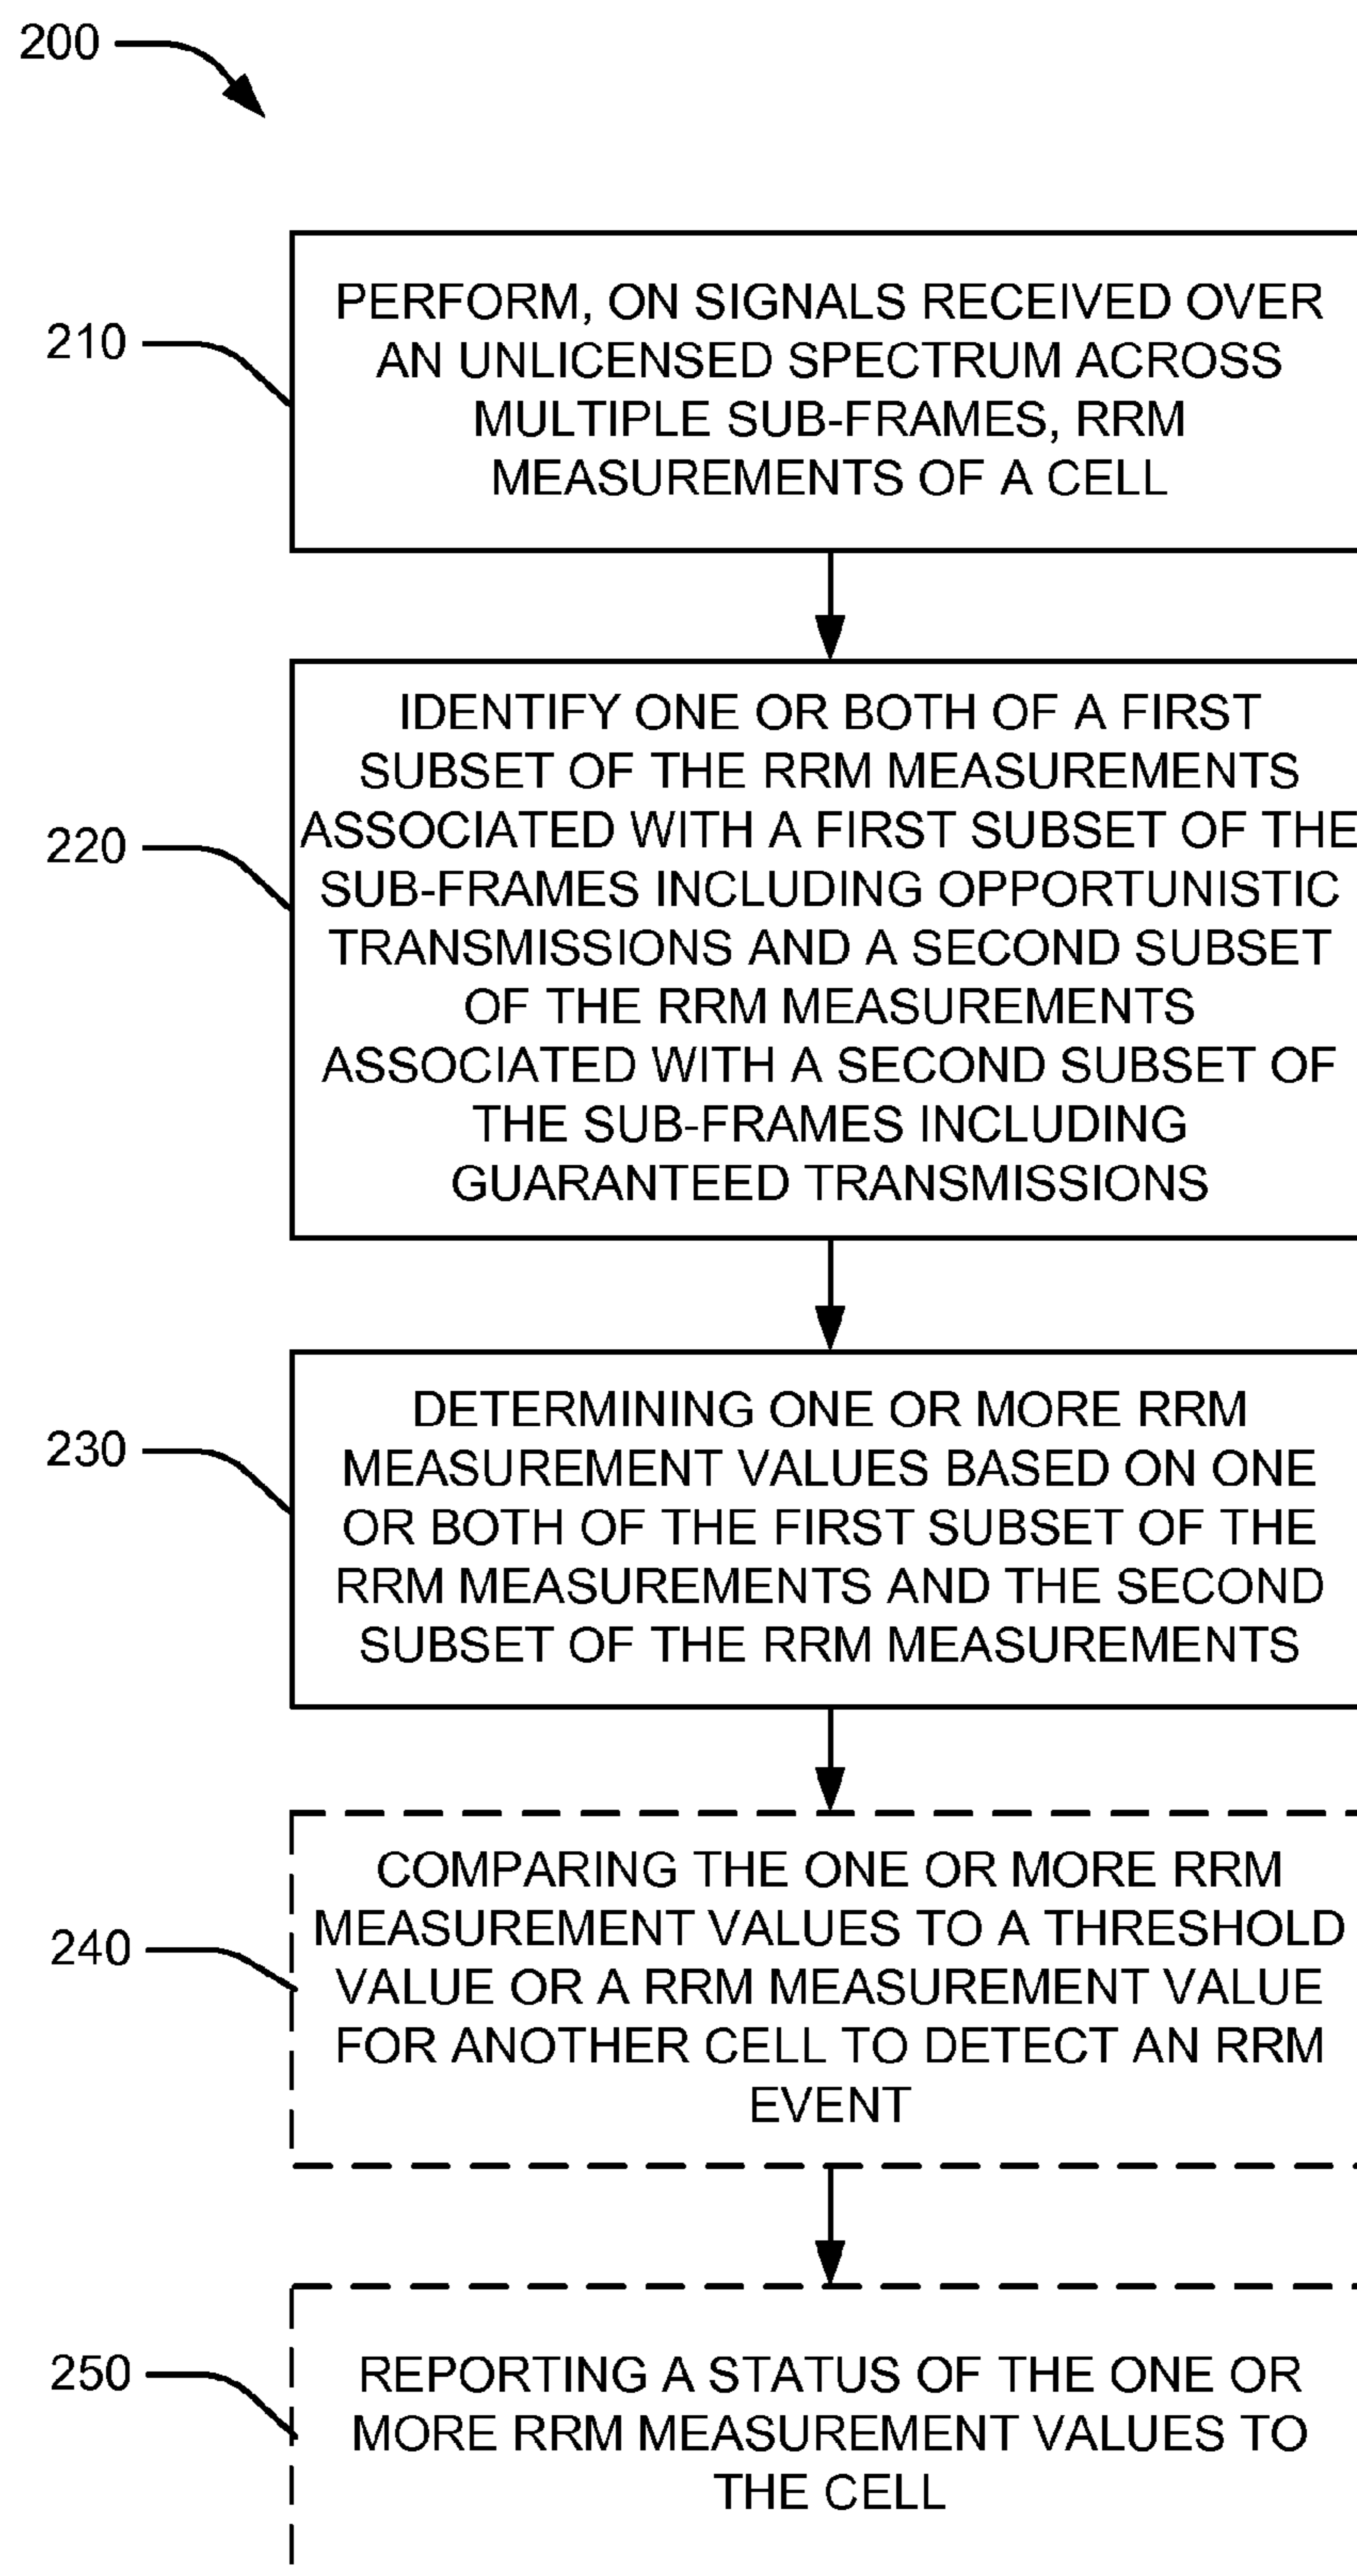 200
210
PERFORM, ON SIGNALS RECEIVED OVER
AN UNLICENSED SPECTRUM ACROSS
MULTIPLE SUB-FRAMES, RRM
MEASUREMENTS OF A CELL
220
IDENTIFY ONE OR BOTH OF A FIRST
SUBSET OF THE RRM MEASUREMENTS
ASSOCIATED WITH A FIRST SUBSET OF THE
SUB-FRAMES INCLUDING OPPORTUNISTIC
TRANSMISSIONS AND A SECOND SUBSET
OF THE RRM MEASUREMENTS
ASSOCIATED WITH A SECOND SUBSET OF
THE SUB-FRAMES INCLUDING
GUARANTEED TRANSMISSIONS
230
DETERMINING ONE OR MORE RRM
MEASUREMENT VALUES BASED ON ONE
OR BOTH OF THE FIRST SUBSET OF THE
RRM MEASUREMENTS AND THE SECOND
SUBSET OF THE RRM MEASUREMENTS
240
COMPARING THE ONE OR MORE RRM
MEASUREMENT VALUES TO A THRESHOLD
VALUE OR A RRM MEASUREMENT VALUE
FOR ANOTHER CELL TO DETECT AN RRM
EVENT
250
REPORTING A STATUS OF THE ONE OR
MORE RRM MEASUREMENT VALUES TO
THE CELL